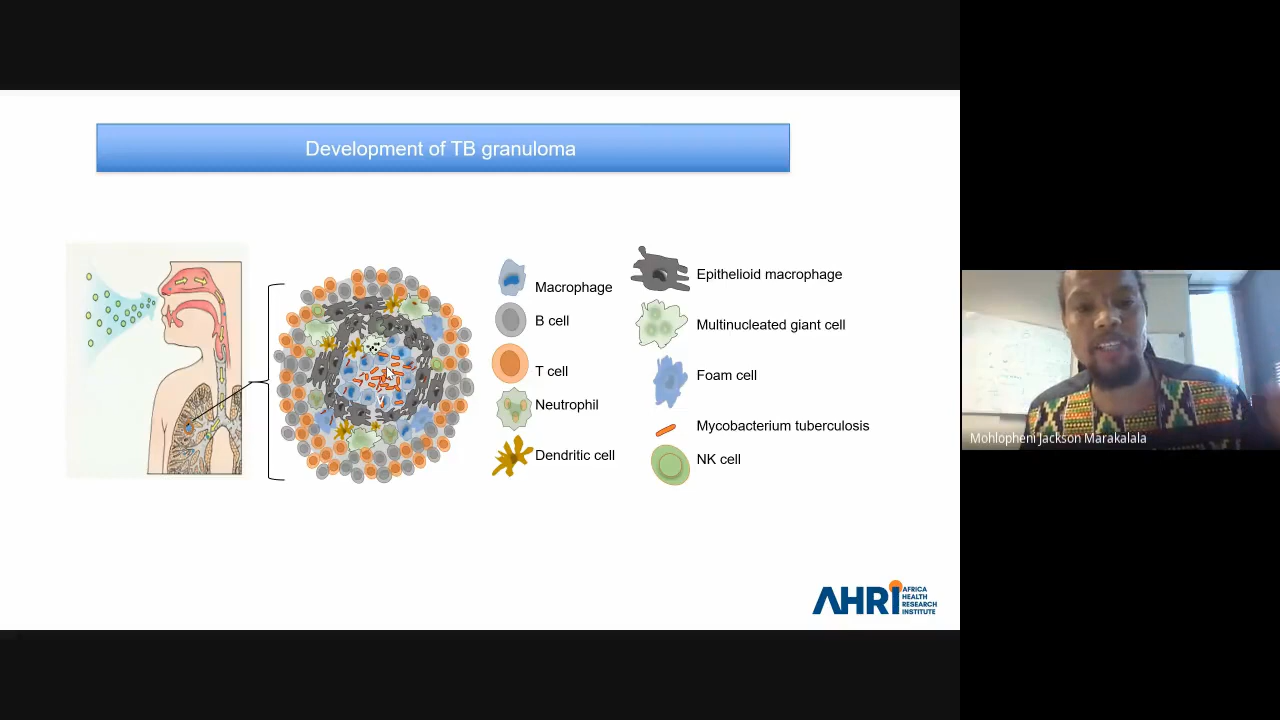 Development of TB granuloma
Macrophage
B cell
T cell
Neutrophil
Dendritic cell
Epithelioid macrophage
Multinucleated giant cell
Foam cell
Mycobacterium tuberculosis
NK cell
AHRI AFRICA
HEALTH
RESEARCH
INSTITUTE
Mohlopheni Jackson Marakalala